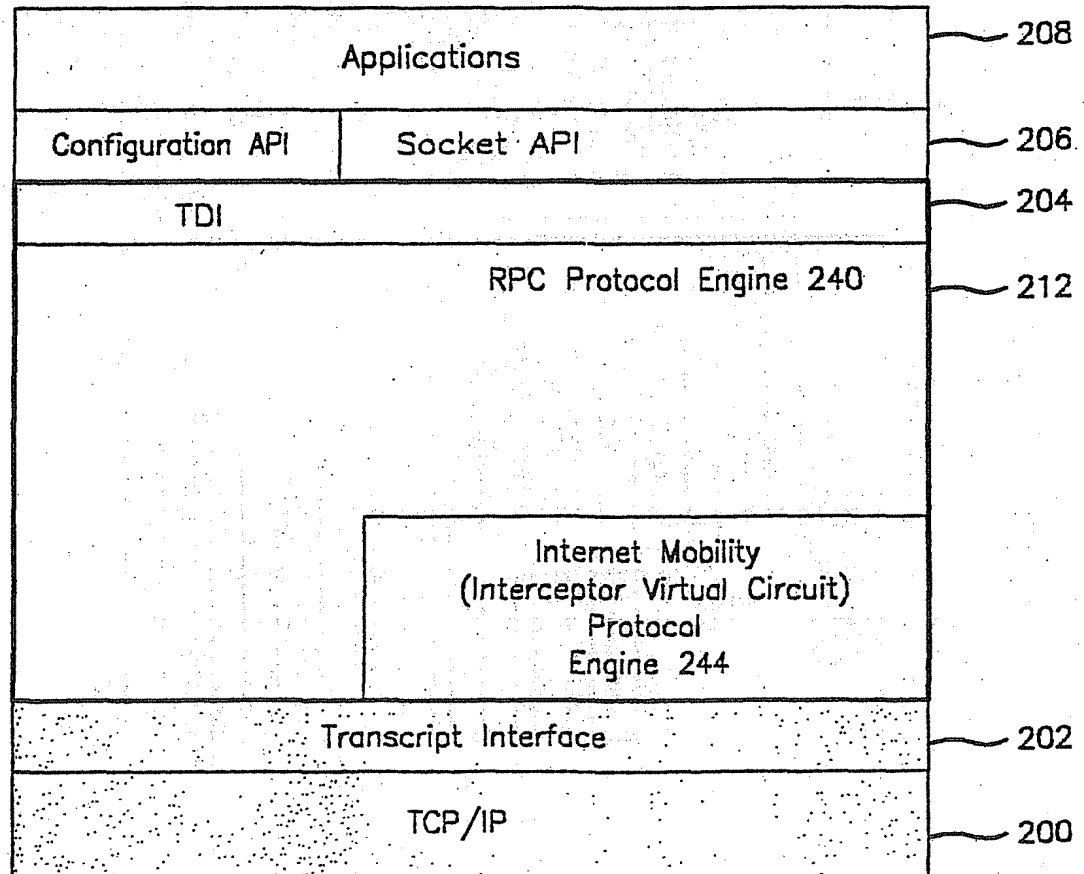 Applications
208
Configuration API
Socket API
206
TDI
204
RPC Protocol Engine 240
212
Internet Mobility
(Interceptor Virtual Circuit)
Protocol
Engine 244
Transcript Interface
202
TCP/IP
200